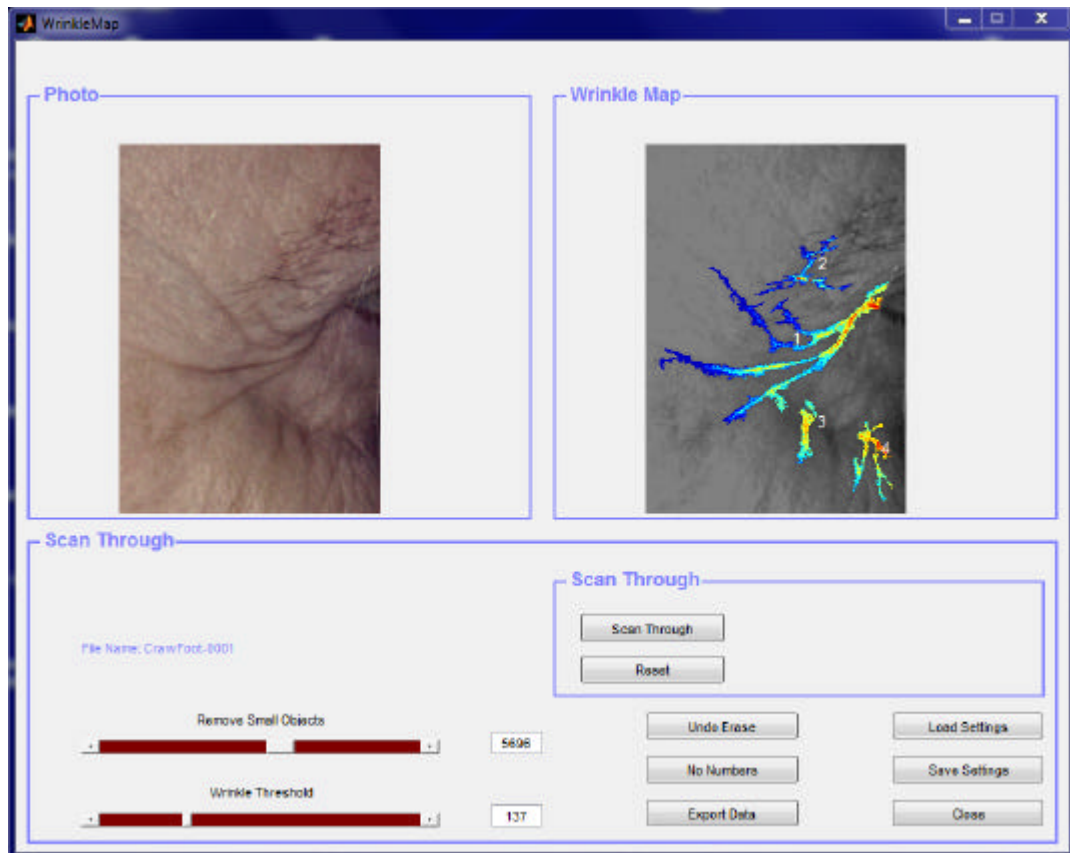 WrinkleMap
Photo
Wrinkle Map
2
1
3
4
Scan Through
Scan Through
Scan Through
Reset
File Name: CrawFoot-0001
Remove Small Objects
5696
Wrinkle Threshold
137
Undo Erase
Load Settings
No Numbers
Save Settings
Export Data
Close